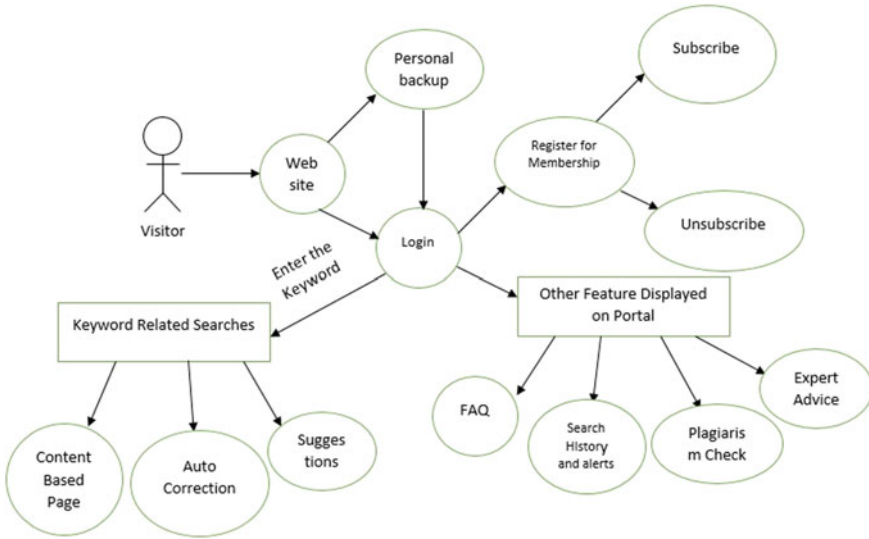 Personal
backup
Subscribe
Register for
Membership
Web
site
Visitor
Unsubscribe
Login
Enter the
Keyword
Keyword Related Searches
Other Feature Displayed
on Portal
Content
Based
Page
Auto
Correction
Sugges
tions
FAQ
Search
History
and alerts
Plagiaris
m Check
Expert
Advice